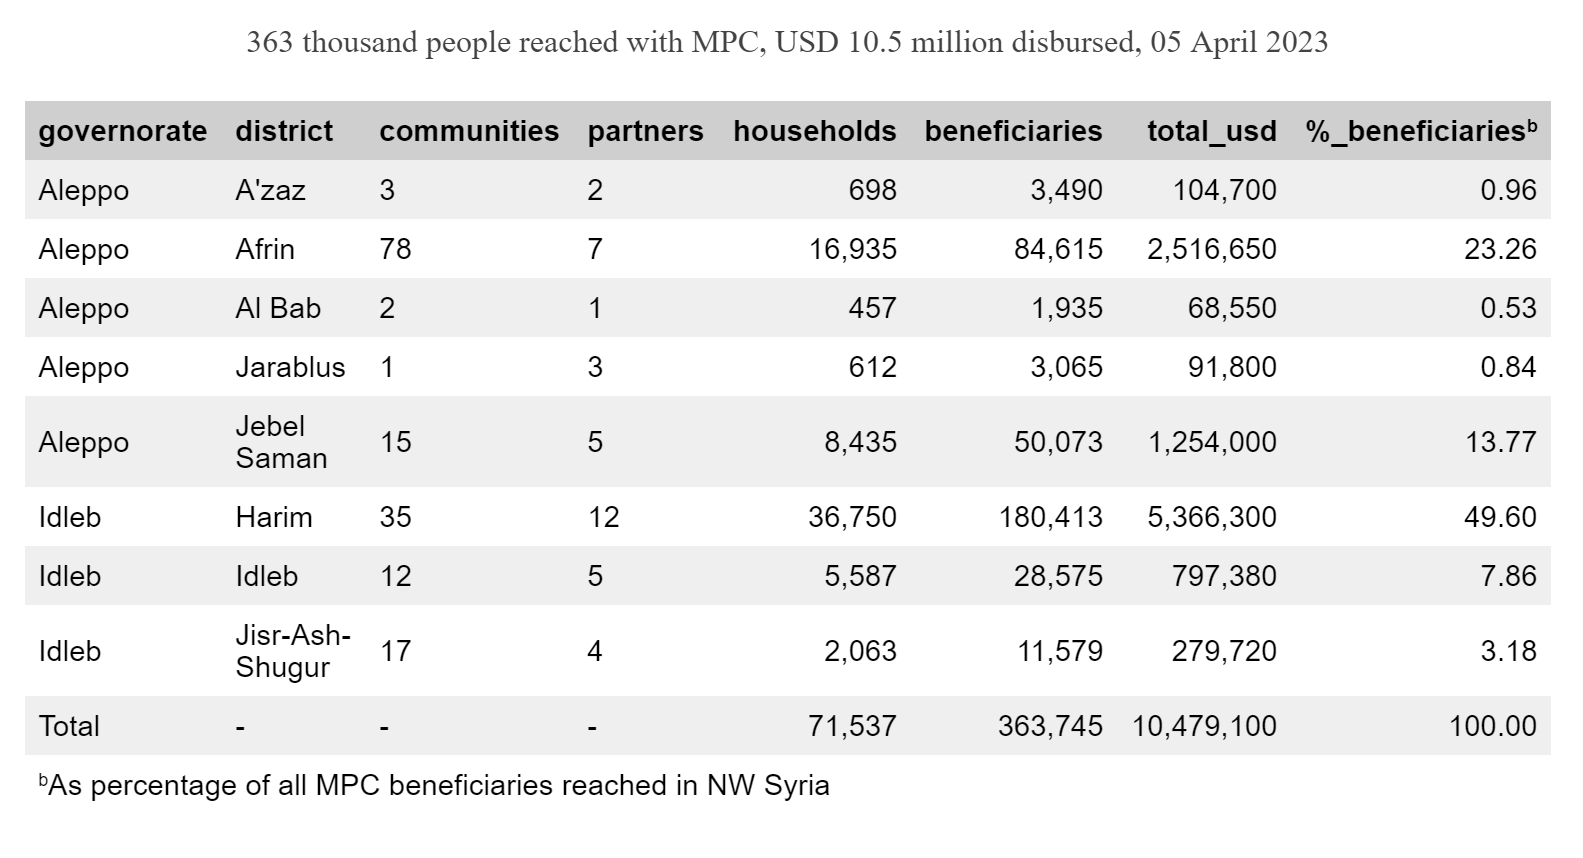 363 thousand people reached with MPC, USD 10.5 million disbursed, 05 April 2023
governorate district communities partners households beneficiaries total_usd %_beneficiariesᵇ
Aleppo A'zaz 3 2 698 3,490 104,700 0.96
Aleppo Afrin 78 7 16,935 84,615 2,516,650 23.26
Aleppo Al Bab 2 1 457 1,935 68,550 0.53
Aleppo Jarablus 1 3 612 3,065 91,800 0.84
Aleppo Jebel Saman 15 5 8,435 50,073 1,254,000 13.77
Idleb Harim 35 12 36,750 180,413 5,366,300 49.60
Idleb Idleb 12 5 5,587 28,575 797,380 7.86
Idleb Jisr-Ash-Shugur 17 4 2,063 11,579 279,720 3.18
Total - - - 71,537 363,745 10,479,100 100.00
ᵇAs percentage of all MPC beneficiaries reached in NW Syria